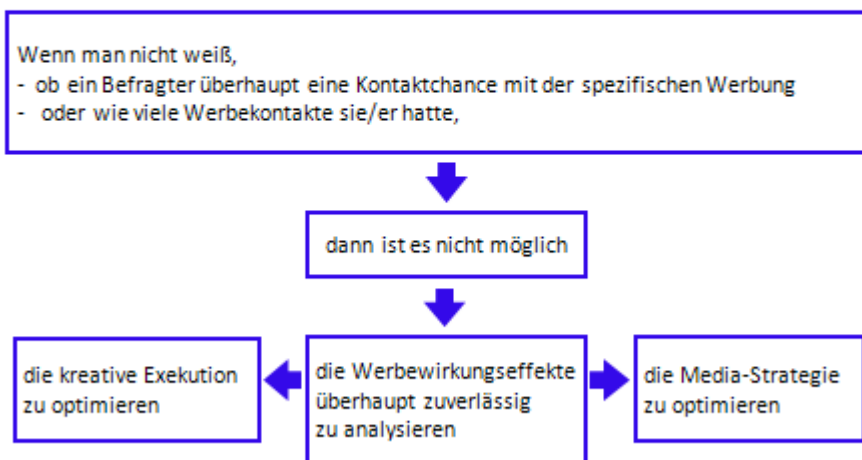 Wenn man nicht weiß,
- ob ein Befragter überhaupt eine Kontaktchance mit der spezifischen Werbung
- oder wie viele Werbekontakte sie/er hatte,
dann ist es nicht möglich
die kreative Exekution
zu optimieren
die Werbewirkungseffekte
überhaupt zuverlässig
zu analysieren
die Media-Strategie
zu optimieren